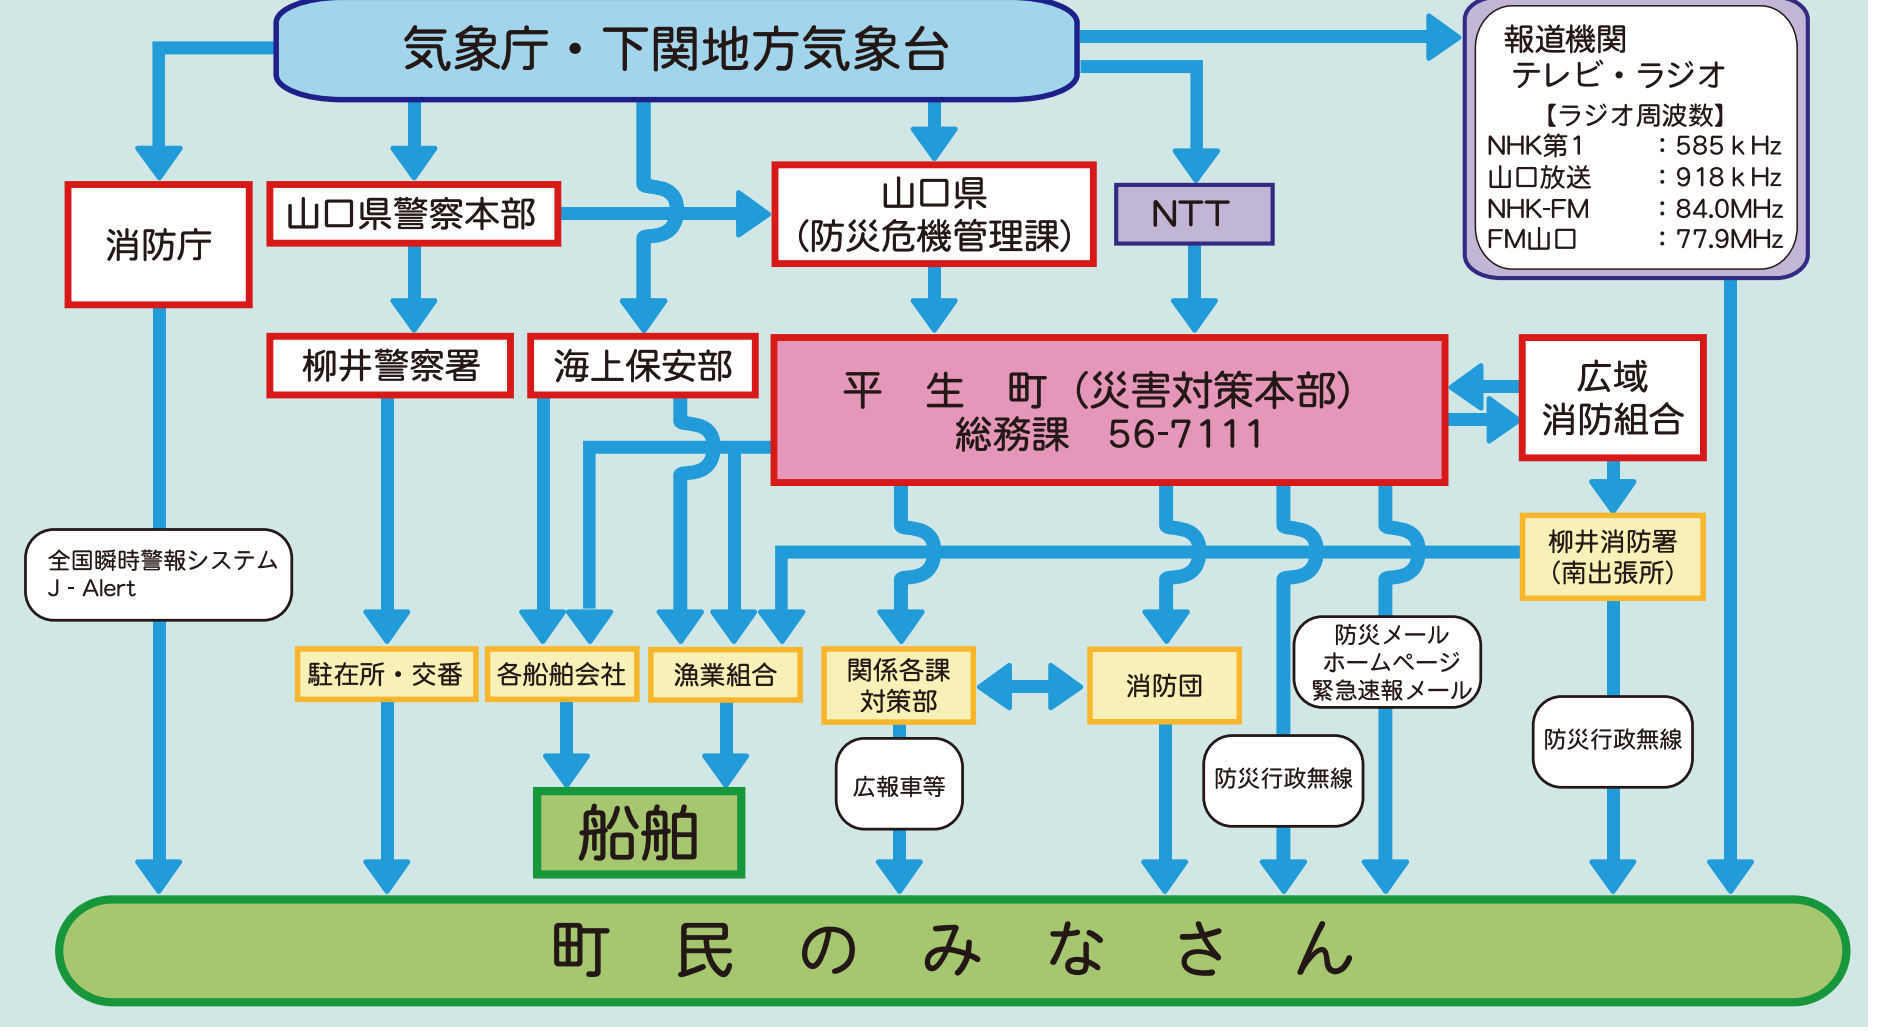 気象庁・下関地方気象台
報道機関
テレビ・ラジオ
【ラジオ周波数】
NHK第1 : 585 k Hz
山口放送 : 918 k Hz
NHK-FM : 84.0MHz
FM山口 : 77.9MHz
消防庁
山口県警察本部
山口県
(防災危機管理課)
NTT
柳井警察署
海上保安部
平 生 町(災害対策本部)
総務課 56-7111
広域
消防組合
柳井消防署
(南出張所)
全国瞬時警報システム
J - Alert
駐在所・交番
各船舶会社
漁業組合
関係各課
対策部
消防団
防災メール
ホームページ
緊急速報メール
防災行政無線
防災行政無線
広報車等
船舶
町 民 の み な さ ん